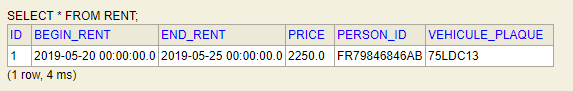 SELECT * FROM RENT;
ID BEGIN_RENT END_RENT PRICE PERSON_ID VEHICULE_PLAQUE
1 2019-05-20 00:00:00.0 2019-05-25 00:00:00.0 2250.0 FR79846846AB 75LDC13
(1 row, 4 ms)